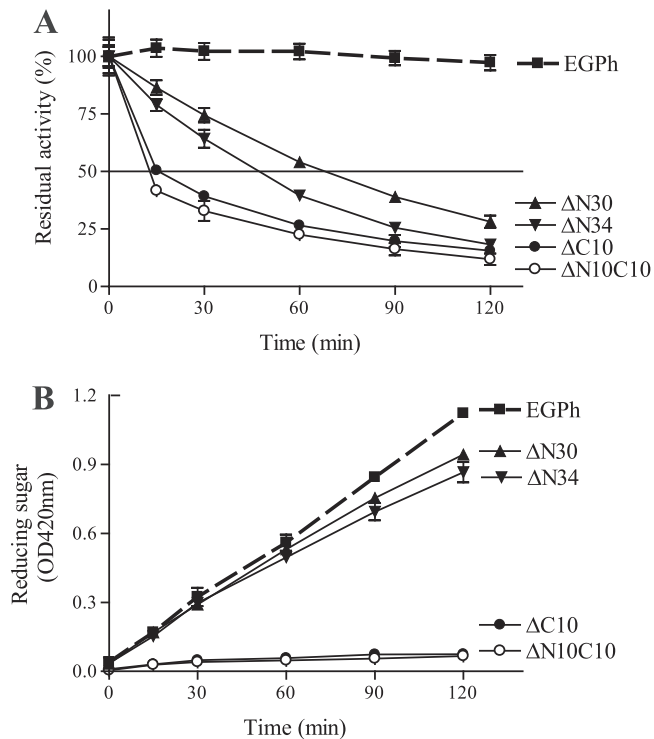 A
Residual activity (%)
100
75
50
25
0
EGPh
ΔN30
ΔN34
ΔC10
ΔN10C10
0 30 60 90 120
Time (min)
B
Reducing sugar
(OD420nm)
1.2
0.9
0.6
0.3
0.0
EGPh
ΔN30
ΔN34
ΔC10
ΔN10C10
0 30 60 90 120
Time (min)